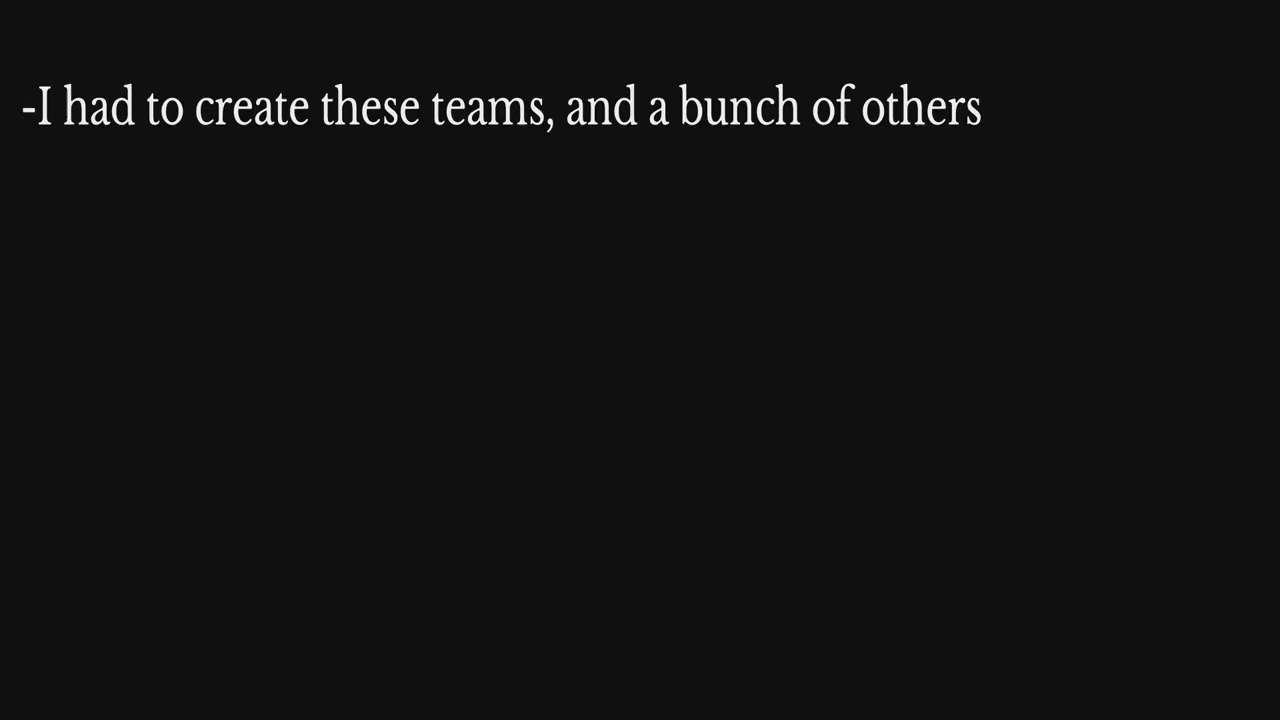 -I had to create these teams, and a bunch of others